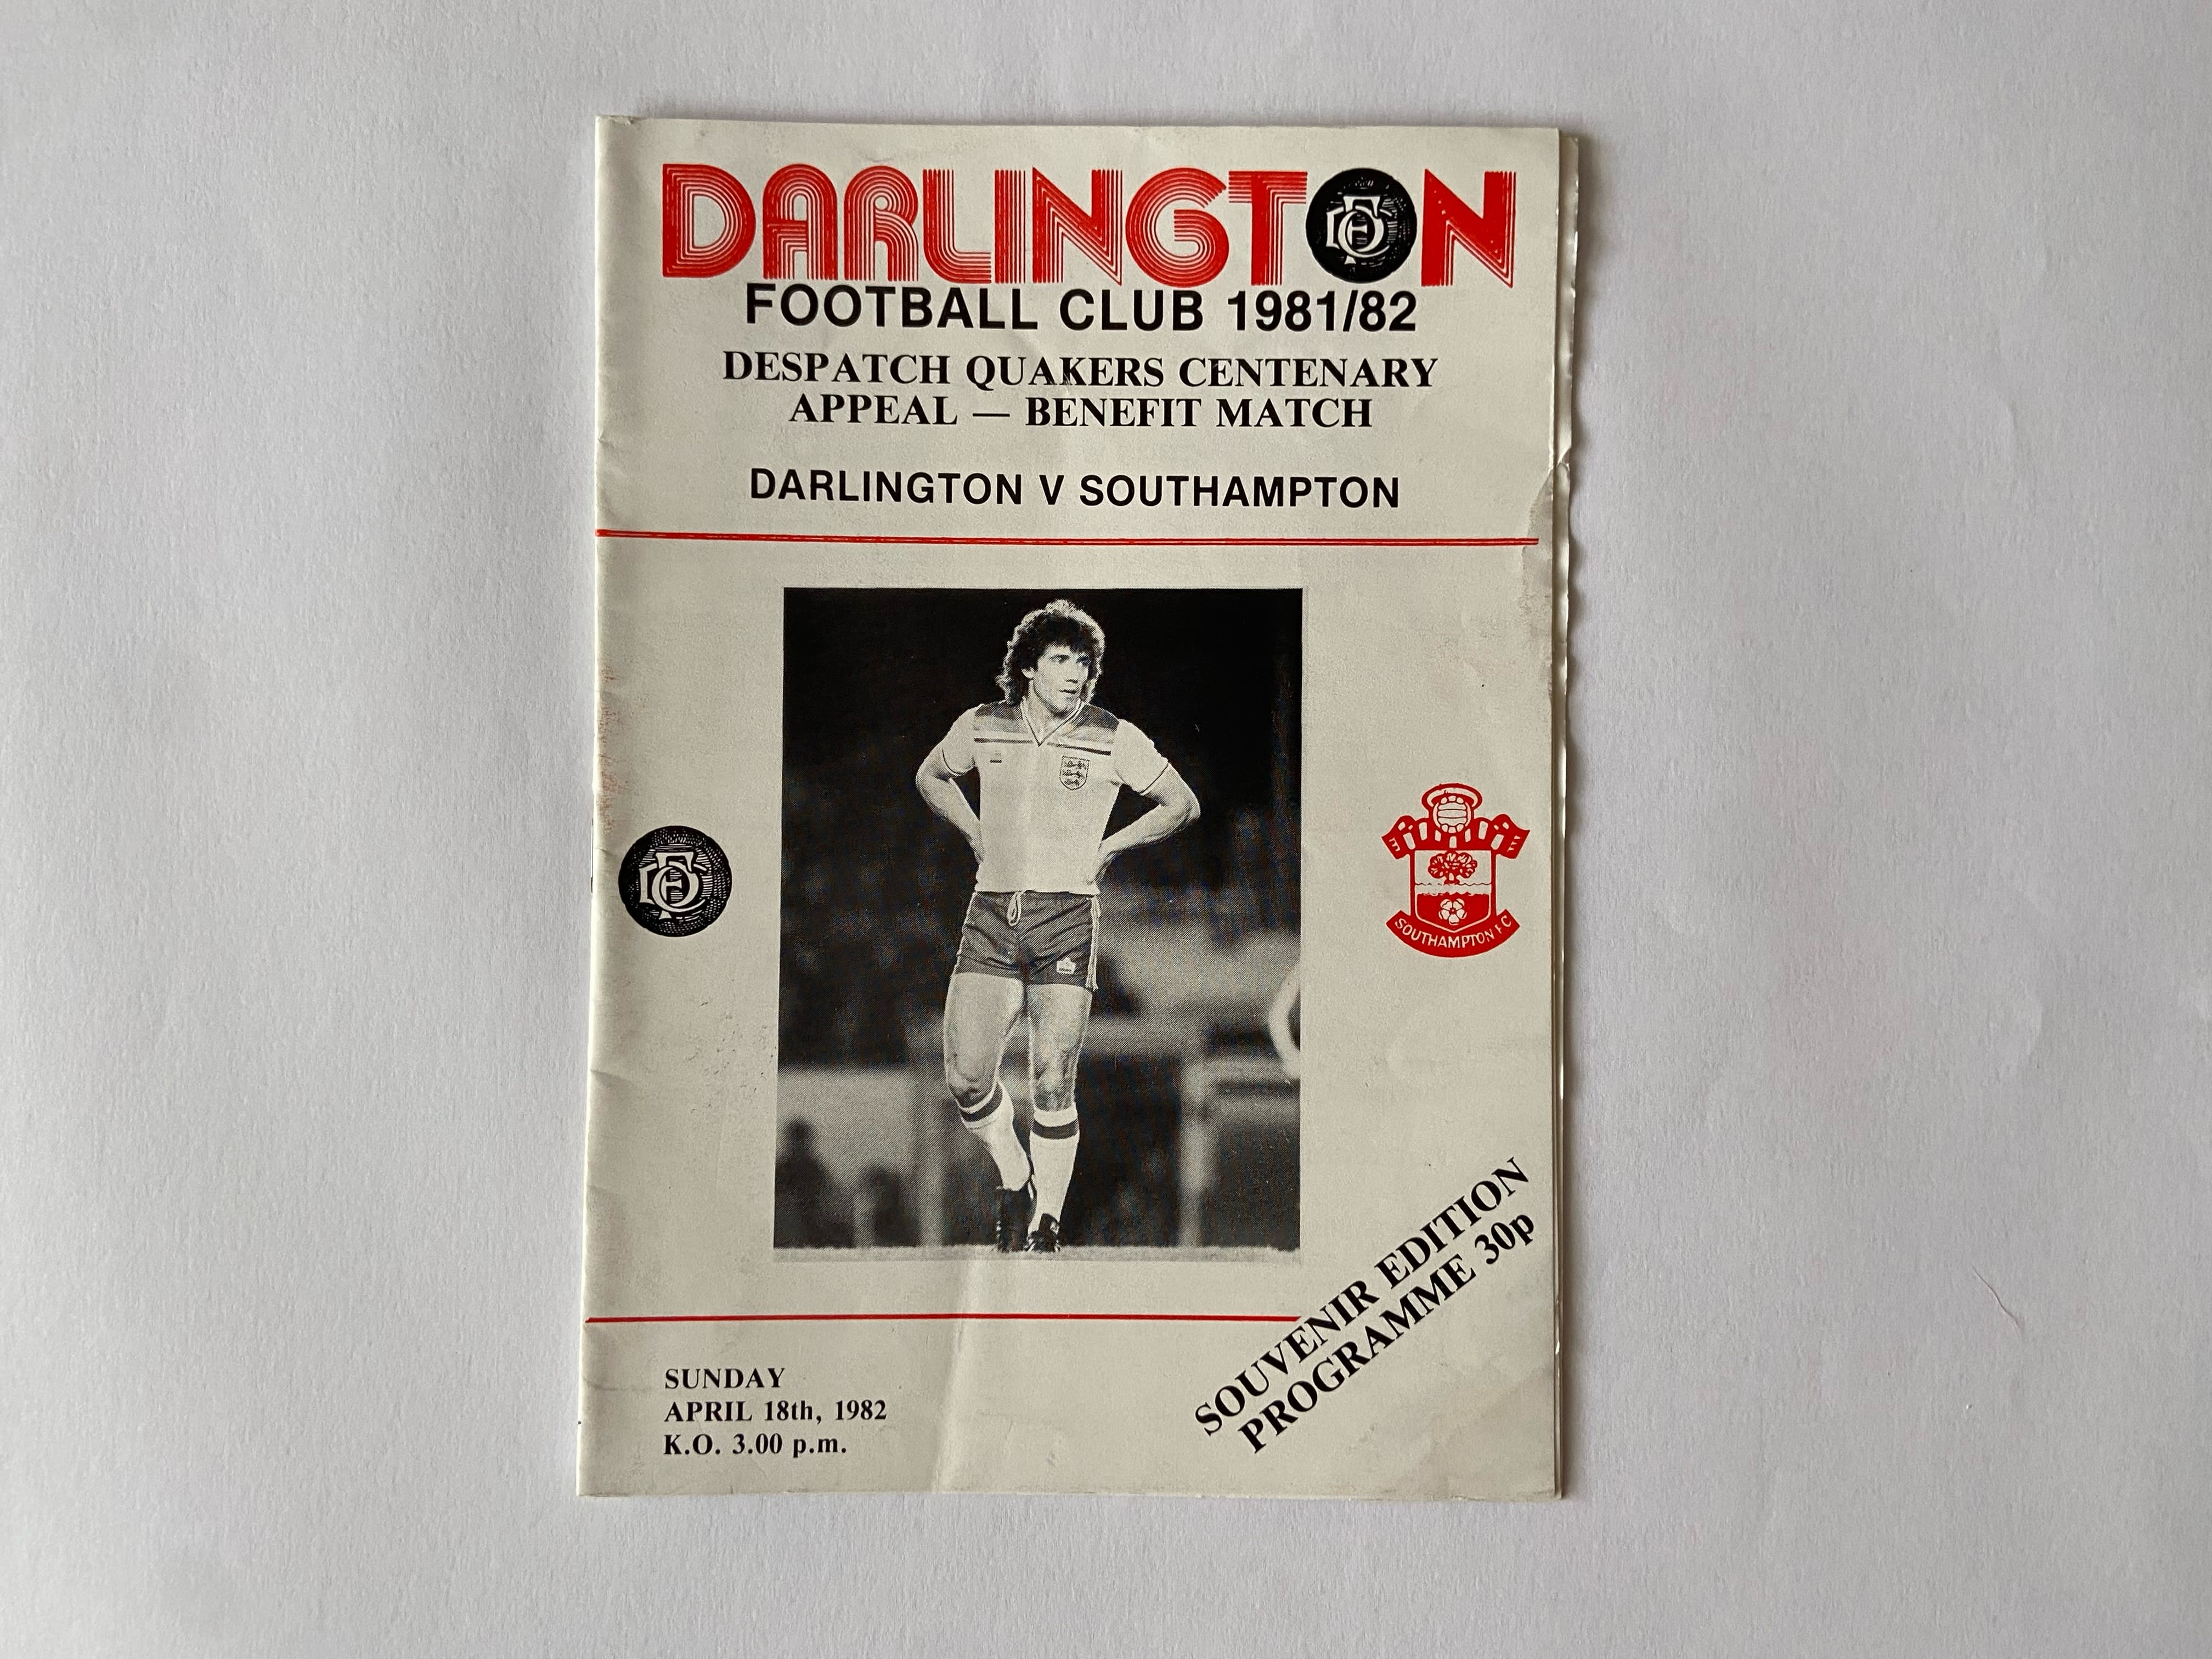 DARLINGTON
FOOTBALL CLUB 1981/82
DESPATCH QUAKERS CENTENARY
APPEAL — BENEFIT MATCH
DARLINGTON V SOUTHAMPTON
SOUTHAMPTON FC
SOUVENIR EDITION
PROGRAMME 30p
SUNDAY
APRIL 18th, 1982
K.O. 3.00 p.m.